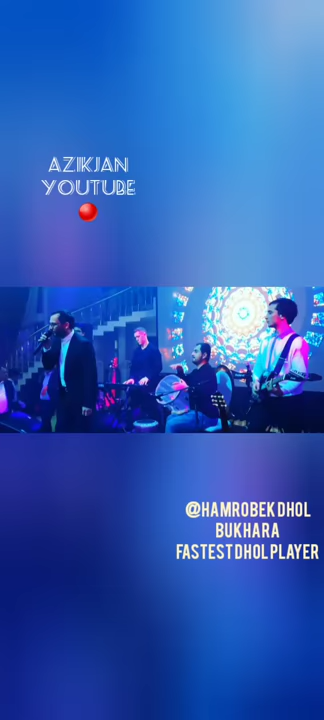 AZIKJAN
YOUTUBE
@HAMROBEK DHOL
BUKHARA
FASTEST DHOL PLAYER